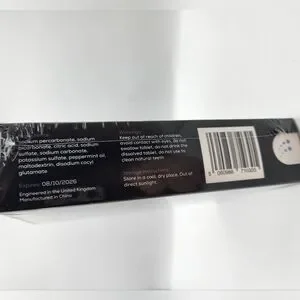 sodium percarbonate, sodium
bicarbonate, citric acid, sodium
sulfate, sodium carbonate,
potassium sulfate, peppermint oil,
maltodextrin, disodium cocyl
glutamate
Expires: 08/10/2026
Engineered in the United Kingdom
Manufactured in China
Warnings:
Keep out of reach of children,
avoid contact with eyes, do not
swallow tablet, do not drink the
dissolved tablet, do not use to
clean natural teeth
Storage Instructions:
Store in a cool, dry place. Out of
direct sunlight.